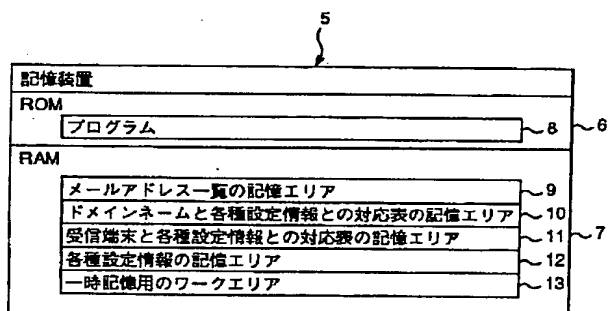 5
記憶装置
ROM
プログラム 8 6
RAM
メールアドレス一覧の記憶エリア 9
ドメインネームと各種設定情報との対応表の記憶エリア 10
受信端末と各種設定情報との対応表の記憶エリア 11 7
各種設定情報の記憶エリア 12
一時記憶用のワークエリア 13